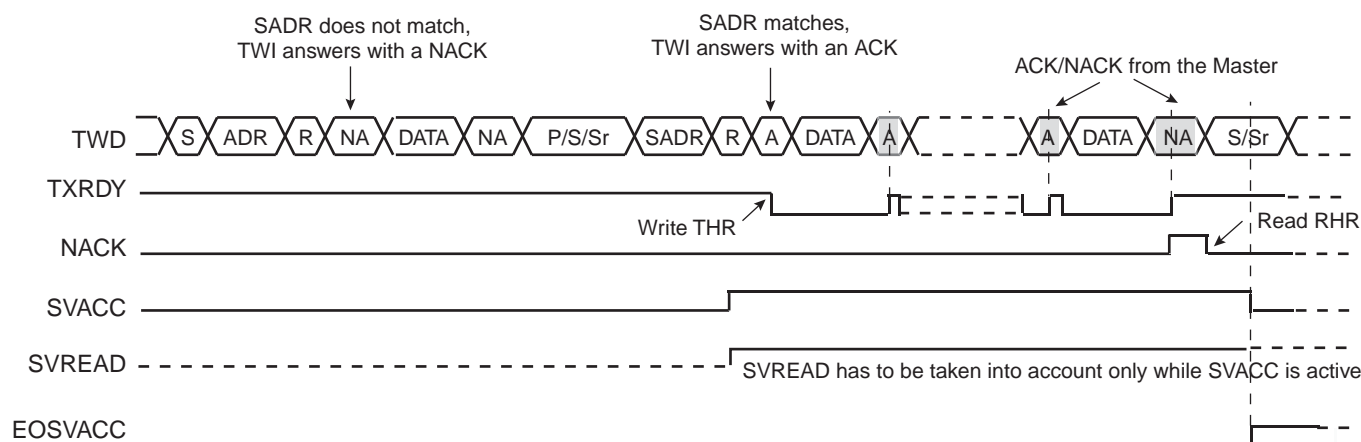 SADR does not match,
TWI answers with a NACK
SADR matches,
TWI answers with an ACK
ACK/NACK from the Master
TWD S ADR R NA DATA NA P/S/Sr SADR R A DATA A A DATA NA S/Sr
TXRDY
Write THR
Read RHR
NACK
SVACC
SVREAD
SVREAD has to be taken into account only while SVACC is active
EOSVACC